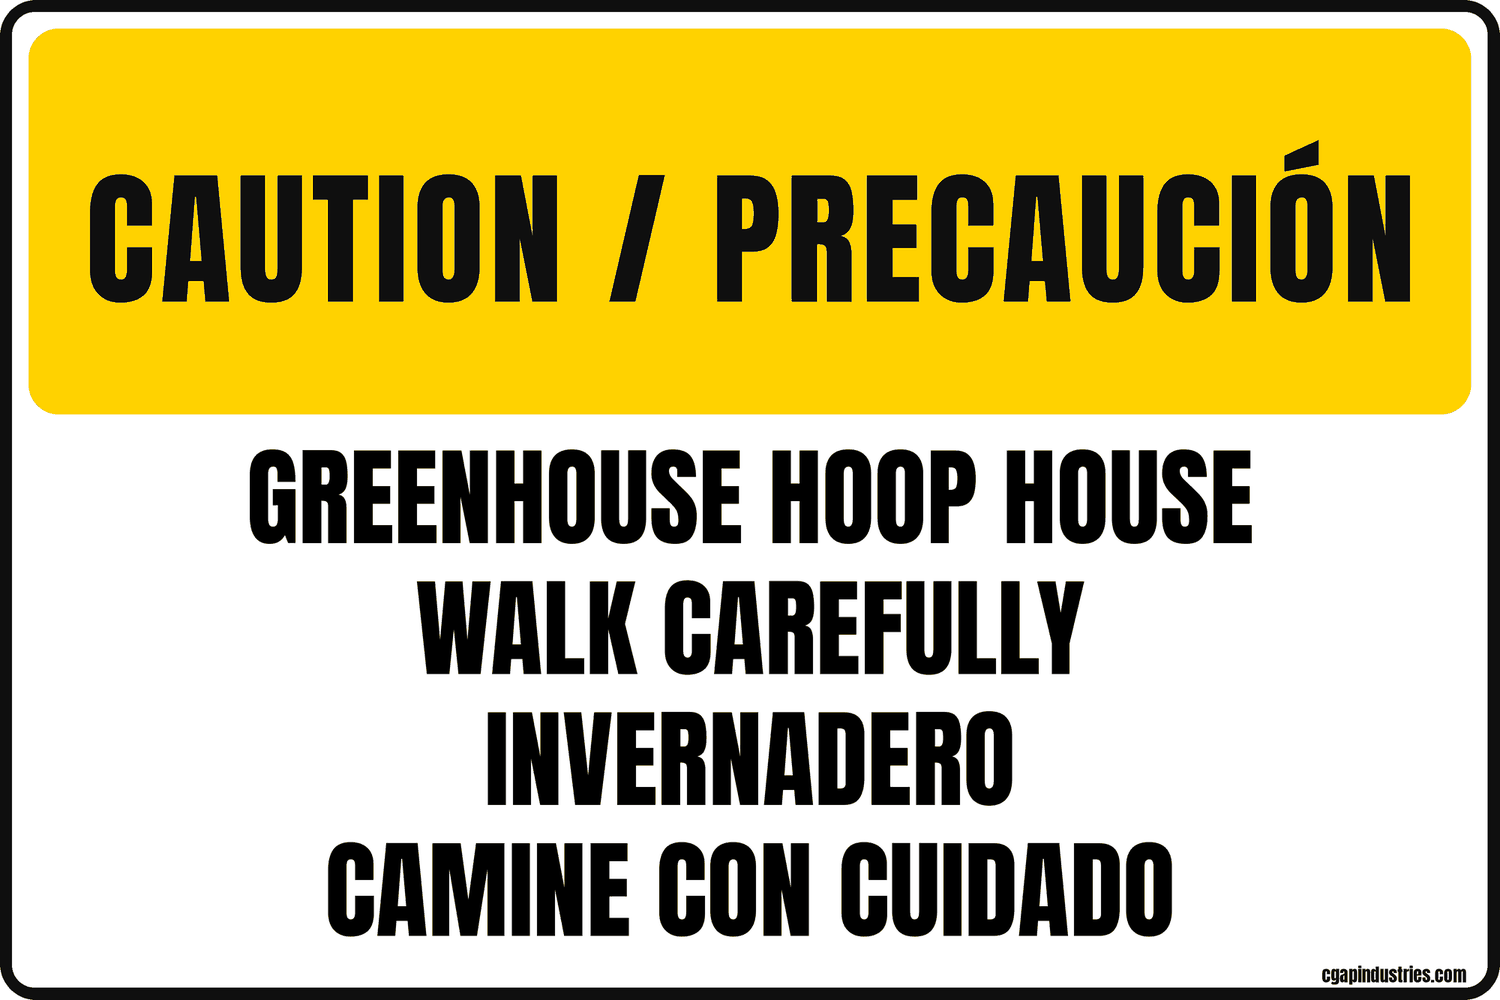 CAUTION / PRECAUCIÓN
GREENHOUSE HOOP HOUSE
WALK CAREFULLY
INVERNADERO
CAMINE CON CUIDADO
cgapindustries.com